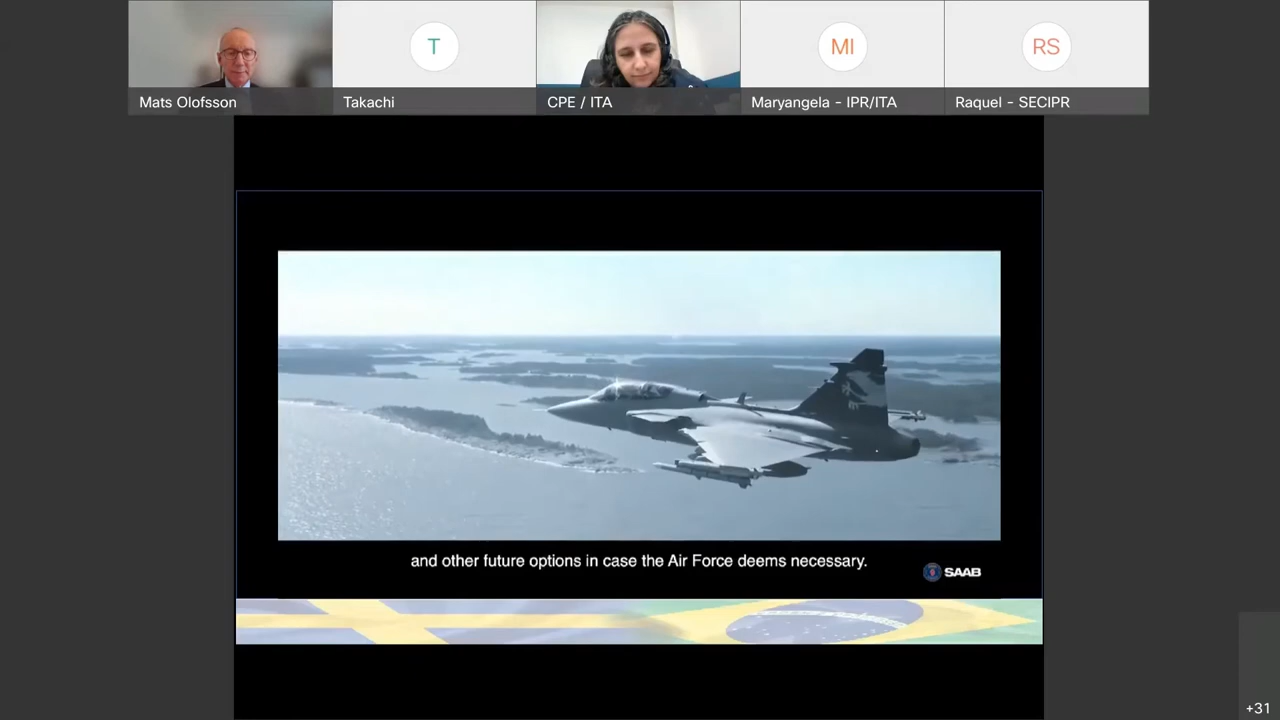 Mats Olofsson
T
Takachi
CPE / ITA
MI
Maryangela - IPR/ITA
RS
Raquel - SECIPR
and other future options in case the Air Force deems necessary.
SAAB
+31